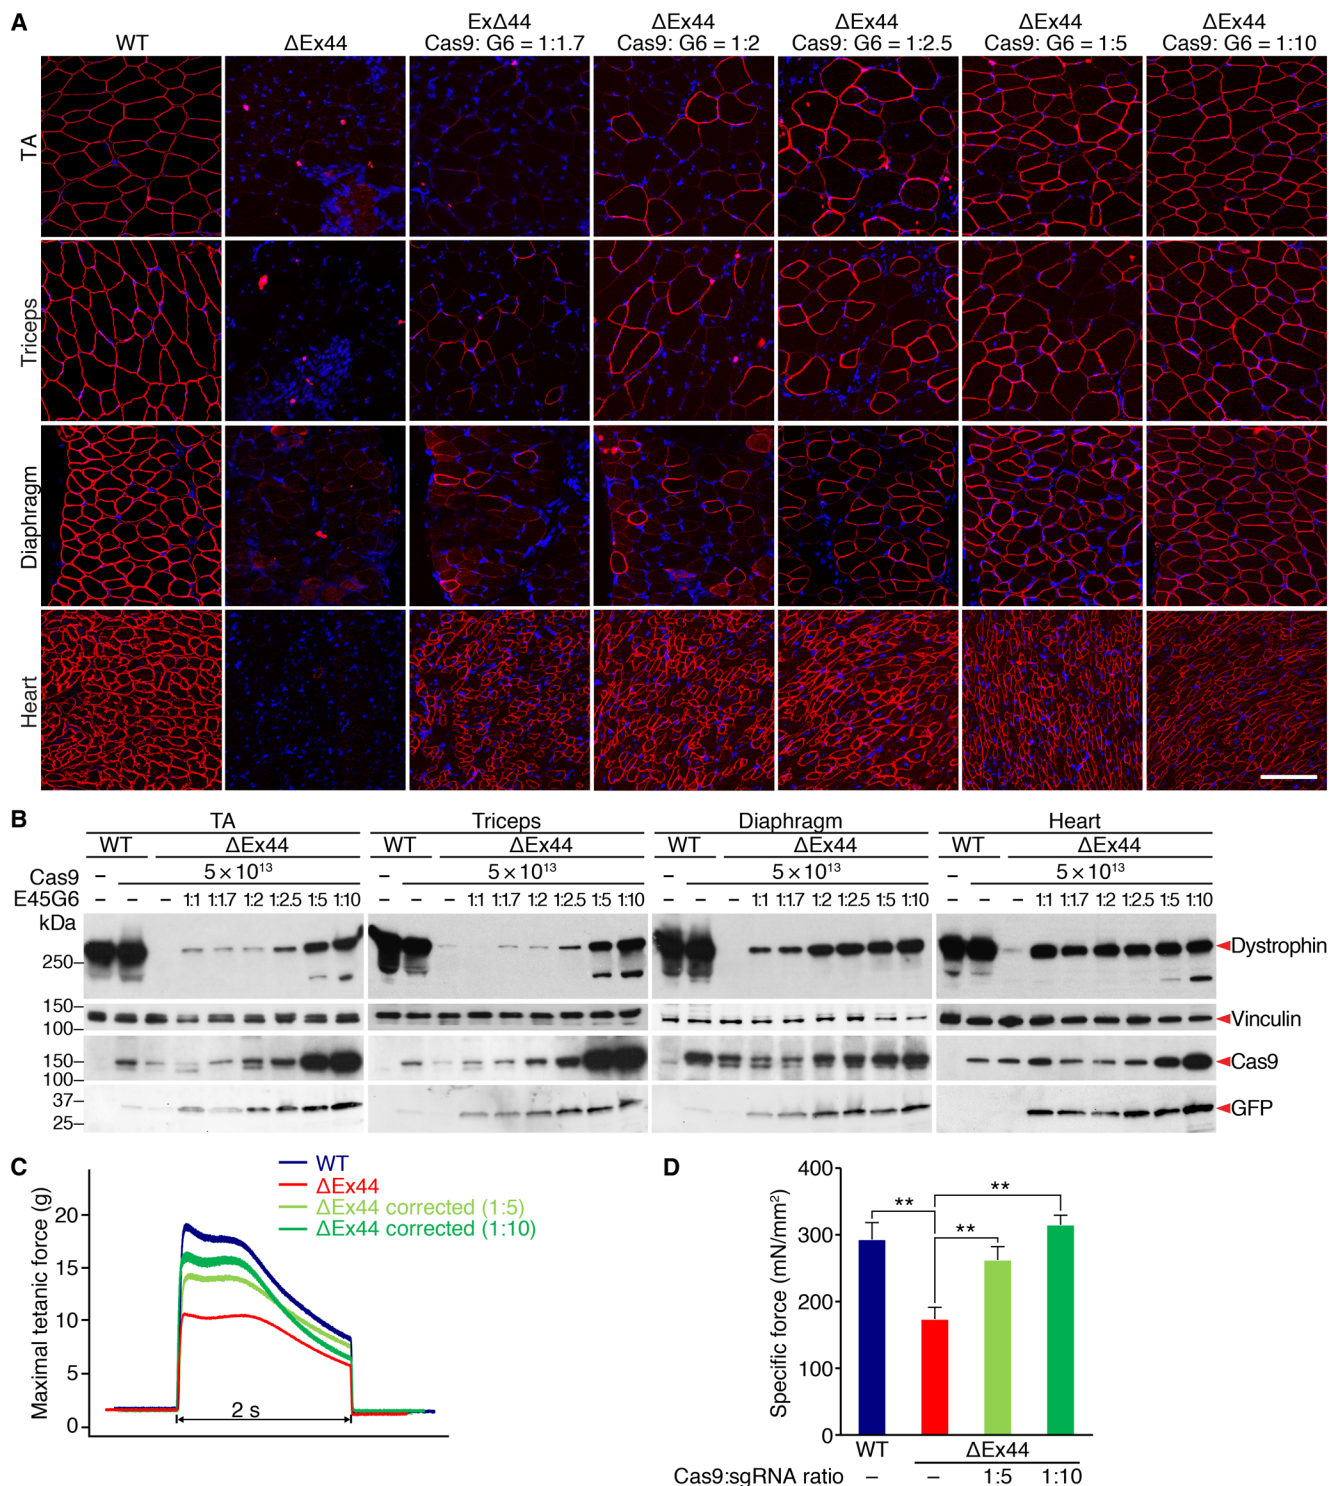 A
WT
ΔEx44
ExΔ44
Cas9: G6 = 1:1.7
ΔEx44
Cas9: G6 = 1:2
ΔEx44
Cas9: G6 = 1:2.5
ΔEx44
Cas9: G6 = 1:5
ΔEx44
Cas9: G6 = 1:10
TA
Triceps
Diaphragm
Heart
B
TA Triceps Diaphragm Heart
WT ΔEx44 WT ΔEx44 WT ΔEx44 WT ΔEx44
Cas9 – 5 × 10¹³ – 5 × 10¹³ – 5 × 10¹³ – 5 × 10¹³
E45G6 – – – 1:1 1:1.7 1:2 1:2.5 1:5 1:10 – – – 1:1 1:1.7 1:2 1:2.5 1:5 1:10 – – – 1:1 1:1.7 1:2 1:2.5 1:5 1:10 – – – 1:1 1:1.7 1:2 1:2.5 1:5 1:10
kDa
250–
Dystrophin
150–
100–
Vinculin
150–
100–
Cas9
37–
25–
GFP
C
WT
ΔEx44
ΔEx44 corrected (1:5)
ΔEx44 corrected (1:10)
Maximal tetanic force (g)
20
15
10
5
0
2 s
D
Specific force (mN/mm²)
400
300
200
100
0
** ** **
WT ΔEx44
Cas9:sgRNA ratio – – 1:5 1:10